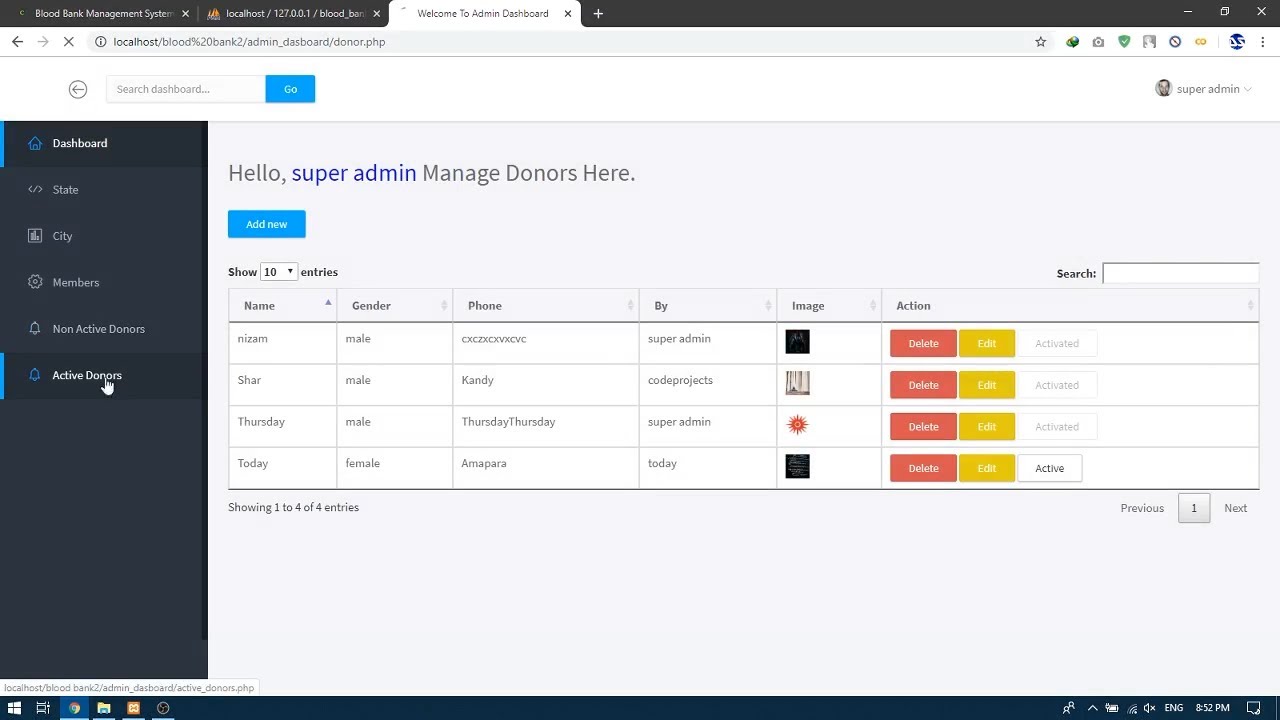 Blood Bank Management System
localhost / 127.0.0.1 / blood_ban
Welcome To Admin Dashboard
localhost/blood%20bank2/admin_dasboard/donor.php
Search dashboard...
Go
super admin
Dashboard
State
City
Members
Non Active Donors
Active Donors
Hello, super admin Manage Donors Here.
Add new
Show 10 entries
Search:
Name Gender Phone By Image Action
nizam male cxczxcxvxcvc super admin Delete Edit Activated
Shar male Kandy codeprojects Delete Edit Activated
Thursday male ThursdayThursday super admin Delete Edit Activated
Today female Amapara today Delete Edit Active
Showing 1 to 4 of 4 entries
Previous 1 Next
localhost/blood bank2/admin_dasboard/active_donors.php
ENG 8:52 PM